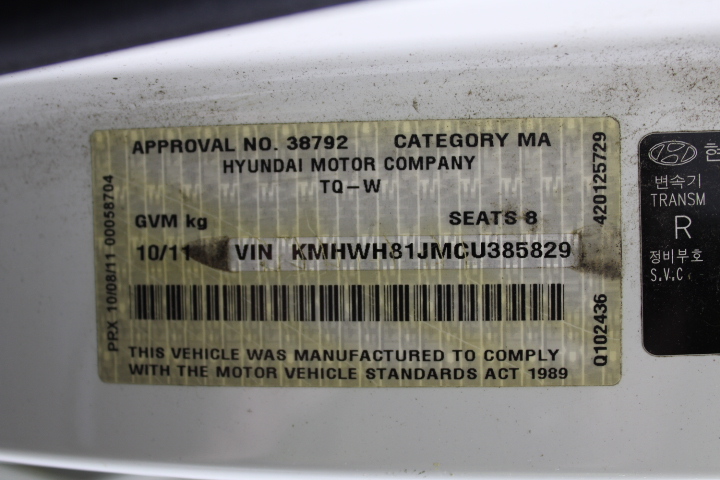 APPROVAL NO. 38792 CATEGORY MA
HYUNDAI MOTOR COMPANY
TQ-W
GVM kg SEATS 8
10/11 VIN KMHWH81JMCU385829
THIS VEHICLE WAS MANUFACTURED TO COMPLY
WITH THE MOTOR VEHICLE STANDARDS ACT 1989
PRX 10/08/11 00058704
420125729
Q102436
현
변속기
TRANSM
R
정비부호
S.V.C